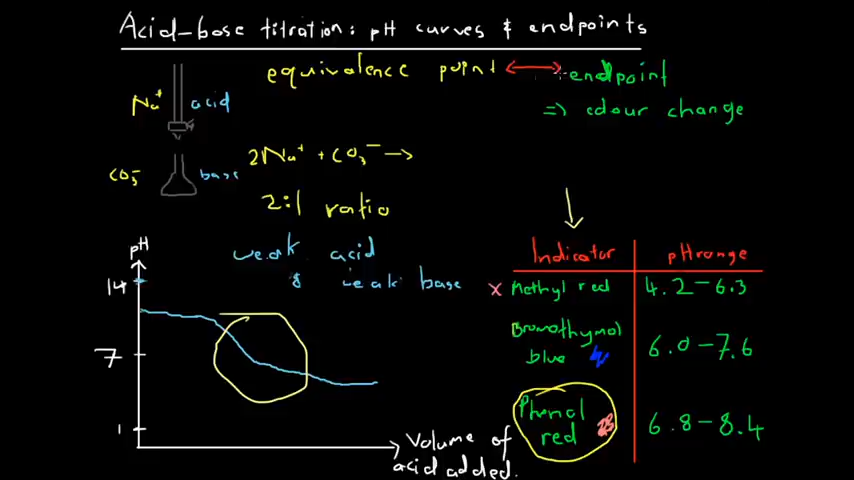 Acid-base titration: pH curves & endpoints
equivalence point ↔ endpoint
⇒ colour change
Na⁺ acid
CO₃⁻ base
2Na⁺ + CO₃⁻ →
2:1 ratio
weak acid
& weak base
pH
14
7
1
Volume of
acid added.
Indicator pH range
x Methyl red 4.2-6.3
Bromothymol
blue 6.0-7.6
Phenol
red 6.8-8.4